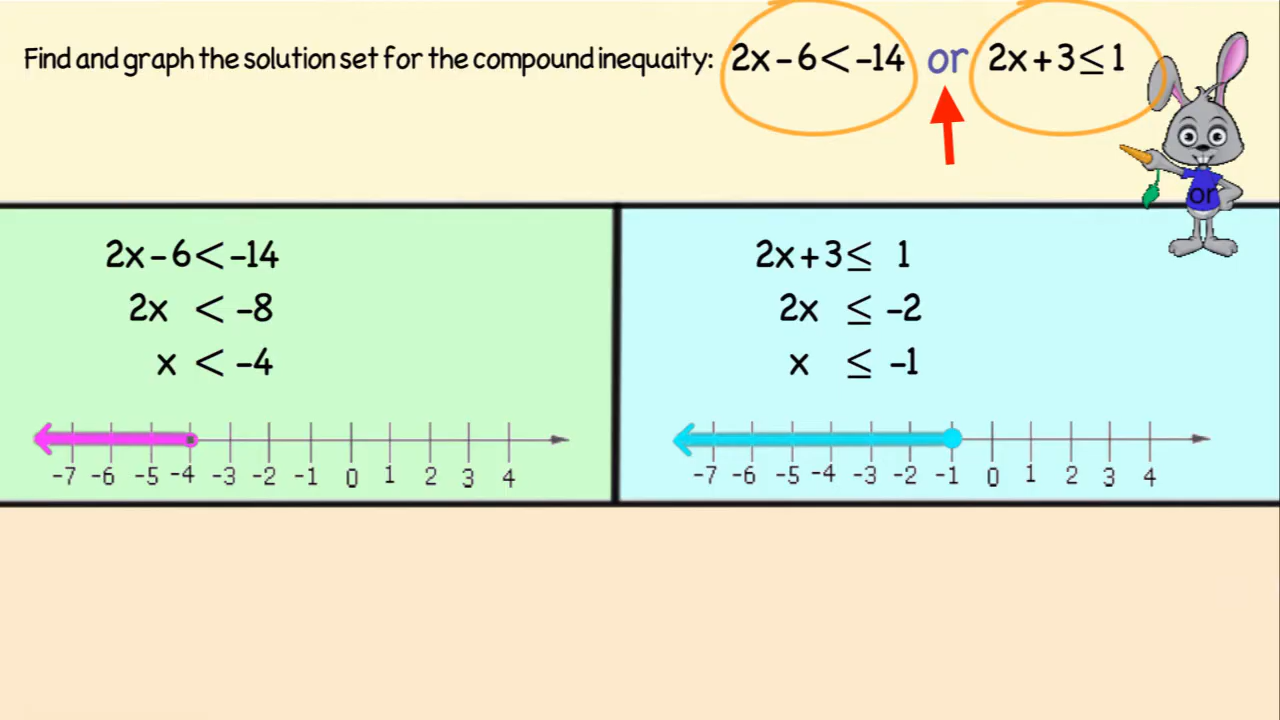 Find and graph the solution set for the compound inequaity: 2x - 6 < -14 or 2x + 3 ≤ 1
or
2x - 6 < -14
2x < -8
x < -4
-7 -6 -5 -4 -3 -2 -1 0 1 2 3 4
2x + 3 ≤ 1
2x ≤ -2
x ≤ -1
-7 -6 -5 -4 -3 -2 -1 0 1 2 3 4